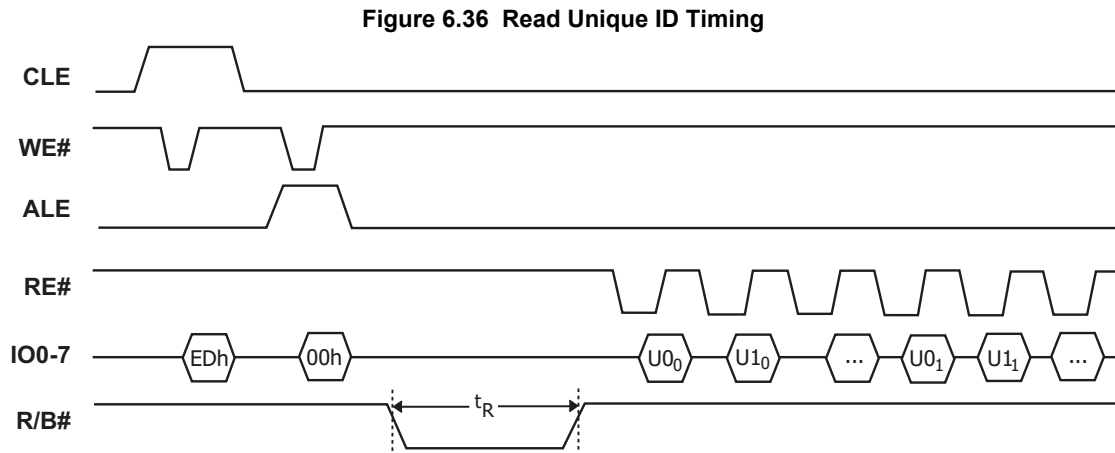 Figure 6.36 Read Unique ID Timing
CLE
WE#
ALE
RE#
IO0-7 EDh 00h U0₀ U1₀ ... U0₁ U1₁ ...
R/B# tR